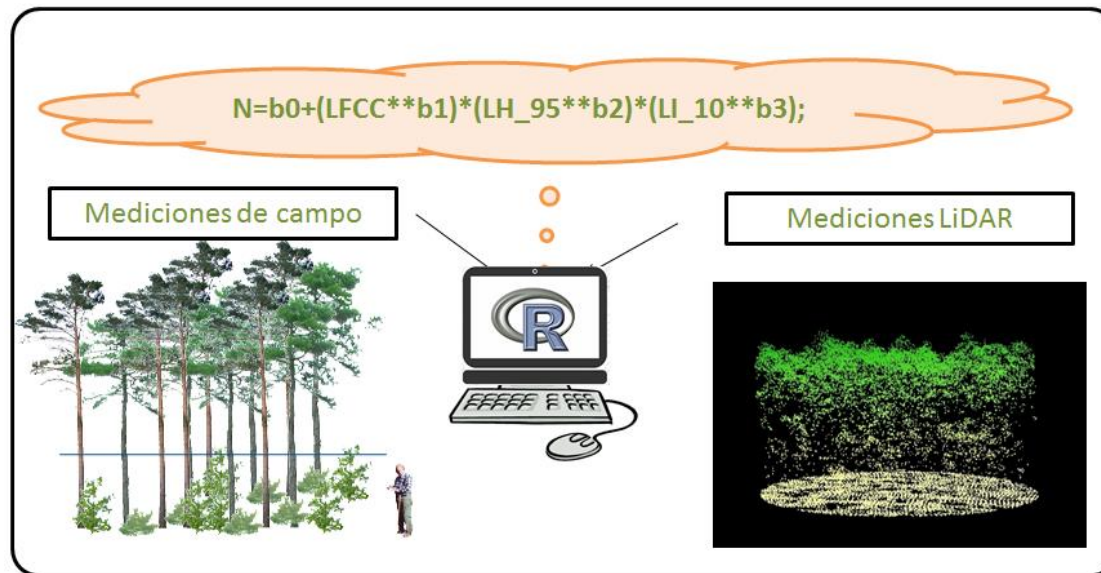 N=b0+(LFCC**b1)*(LH_95**b2)*(LI_10**b3);
Mediciones de campo
Mediciones LiDAR
R